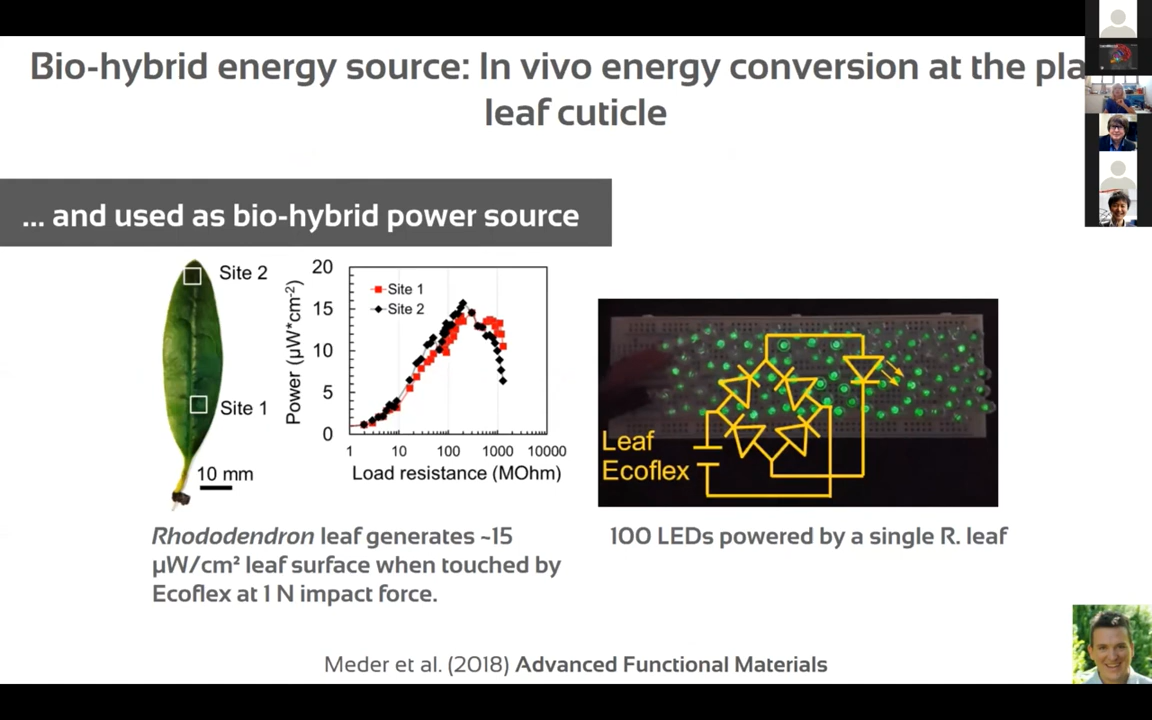 Bio-hybrid energy source: In vivo energy conversion at the
leaf cuticle
... and used as bio-hybrid power source
Site 2
Site 1
10 mm
Power (µW*cm-2)
20
15
10
5
0
Site 1
Site 2
1 10 100 1000 10000
Load resistance (MOhm)
Leaf
Ecoflex
Rhododendron leaf generates ~15
µW/cm² leaf surface when touched by
Ecoflex at 1 N impact force.
100 LEDs powered by a single R. leaf
Meder et al. (2018) Advanced Functional Materials